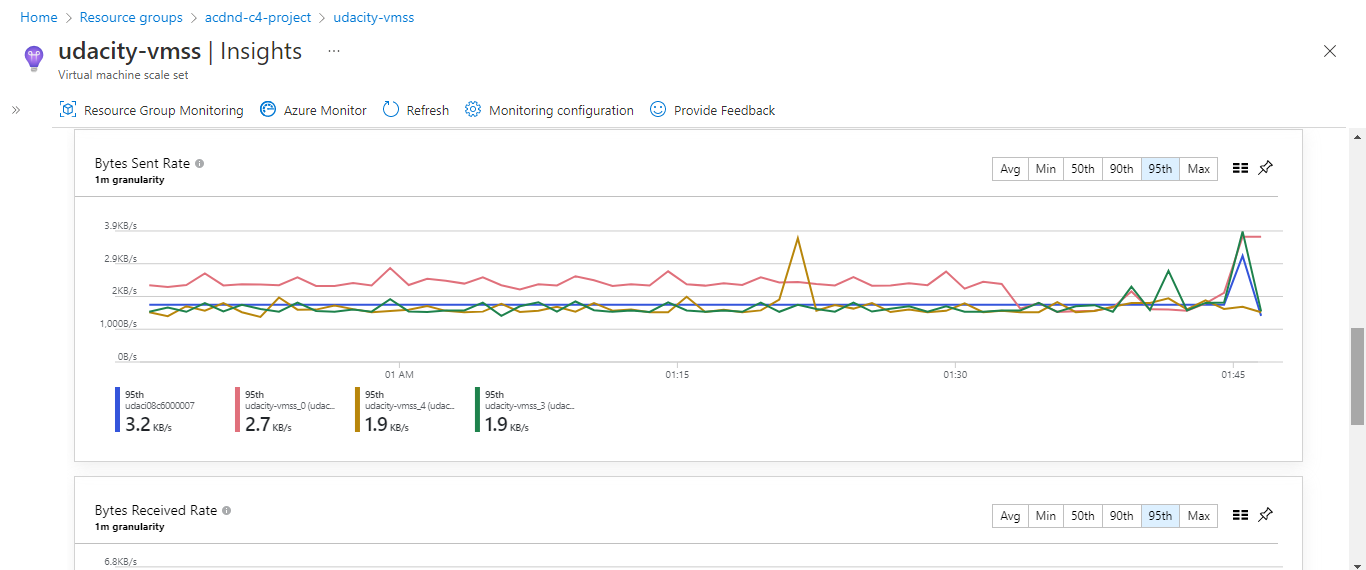 Home > Resource groups > acdnd-c4-project > udacity-vmss
udacity-vmss | Insights ...
Virtual machine scale set
» Resource Group Monitoring Azure Monitor Refresh Monitoring configuration Provide Feedback
Bytes Sent Rate
1m granularity
Avg Min 50th 90th 95th Max
3.9KB/s
2.9KB/s
2KB/s
1,000B/s
0B/s
01 AM 01:15 01:30 01:45
95th 95th 95th 95th
udaci08c6000007 udacity-vmss_0 (udac... udacity-vmss_4 (udac... udacity-vmss_3 (udac...
3.2 KB/s 2.7 KB/s 1.9 KB/s 1.9 KB/s
Bytes Received Rate
1m granularity
Avg Min 50th 90th 95th Max
6.8KB/s